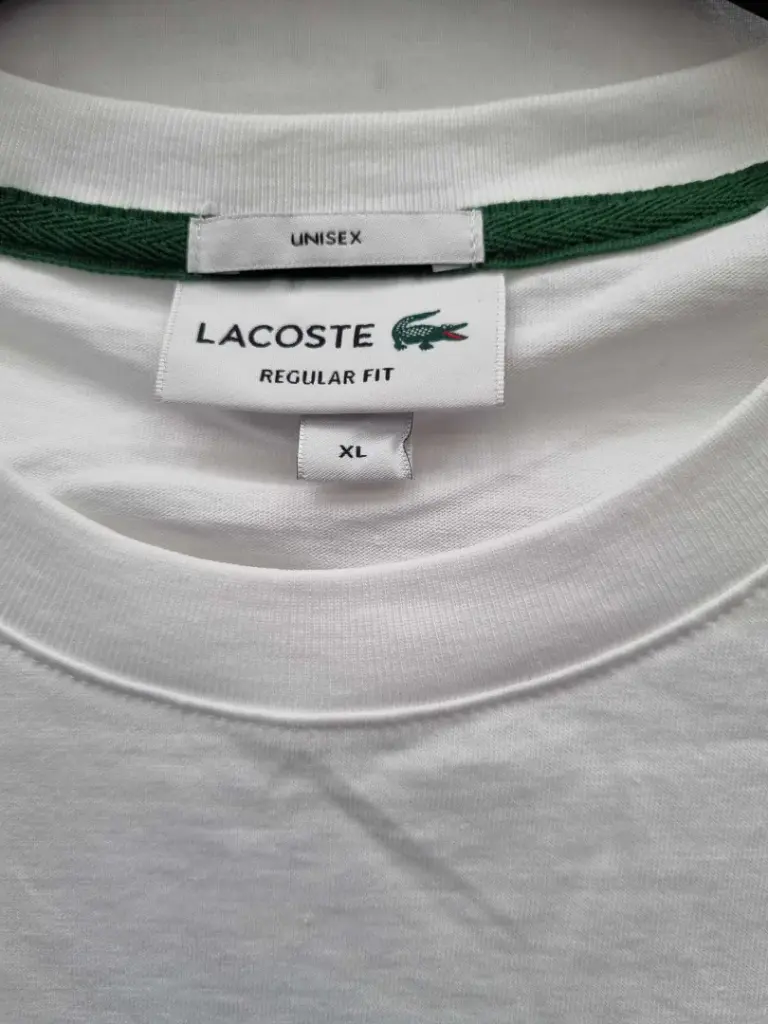 UNISEX
LACOSTE
REGULAR FIT
XL